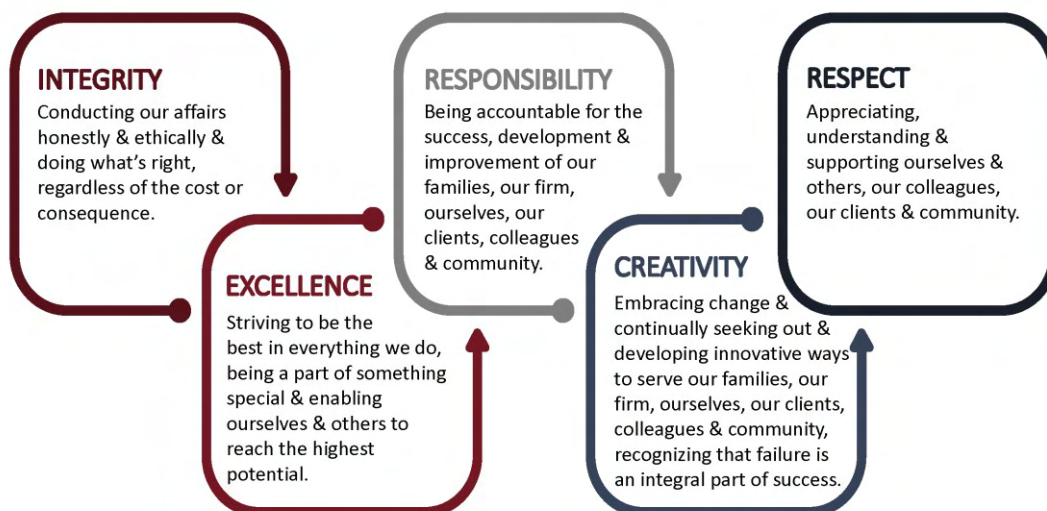 INTEGRITY
Conducting our affairs
honestly & ethically &
doing what's right,
regardless of the cost or
consequence.
EXCELLENCE
Striving to be the
best in everything we do,
being a part of something
special & enabling
ourselves & others to
reach the highest
potential.
RESPONSIBILITY
Being accountable for the
success, development &
improvement of our
families, our firm,
ourselves, our
clients, colleagues
& community.
CREATIVITY
Embracing change &
continually seeking out &
developing innovative ways
to serve our families, our
firm, ourselves, our clients,
colleagues & community,
recognizing that failure is
an integral part of success.
RESPECT
Appreciating,
understanding &
supporting ourselves &
others, our colleagues,
our clients & community.